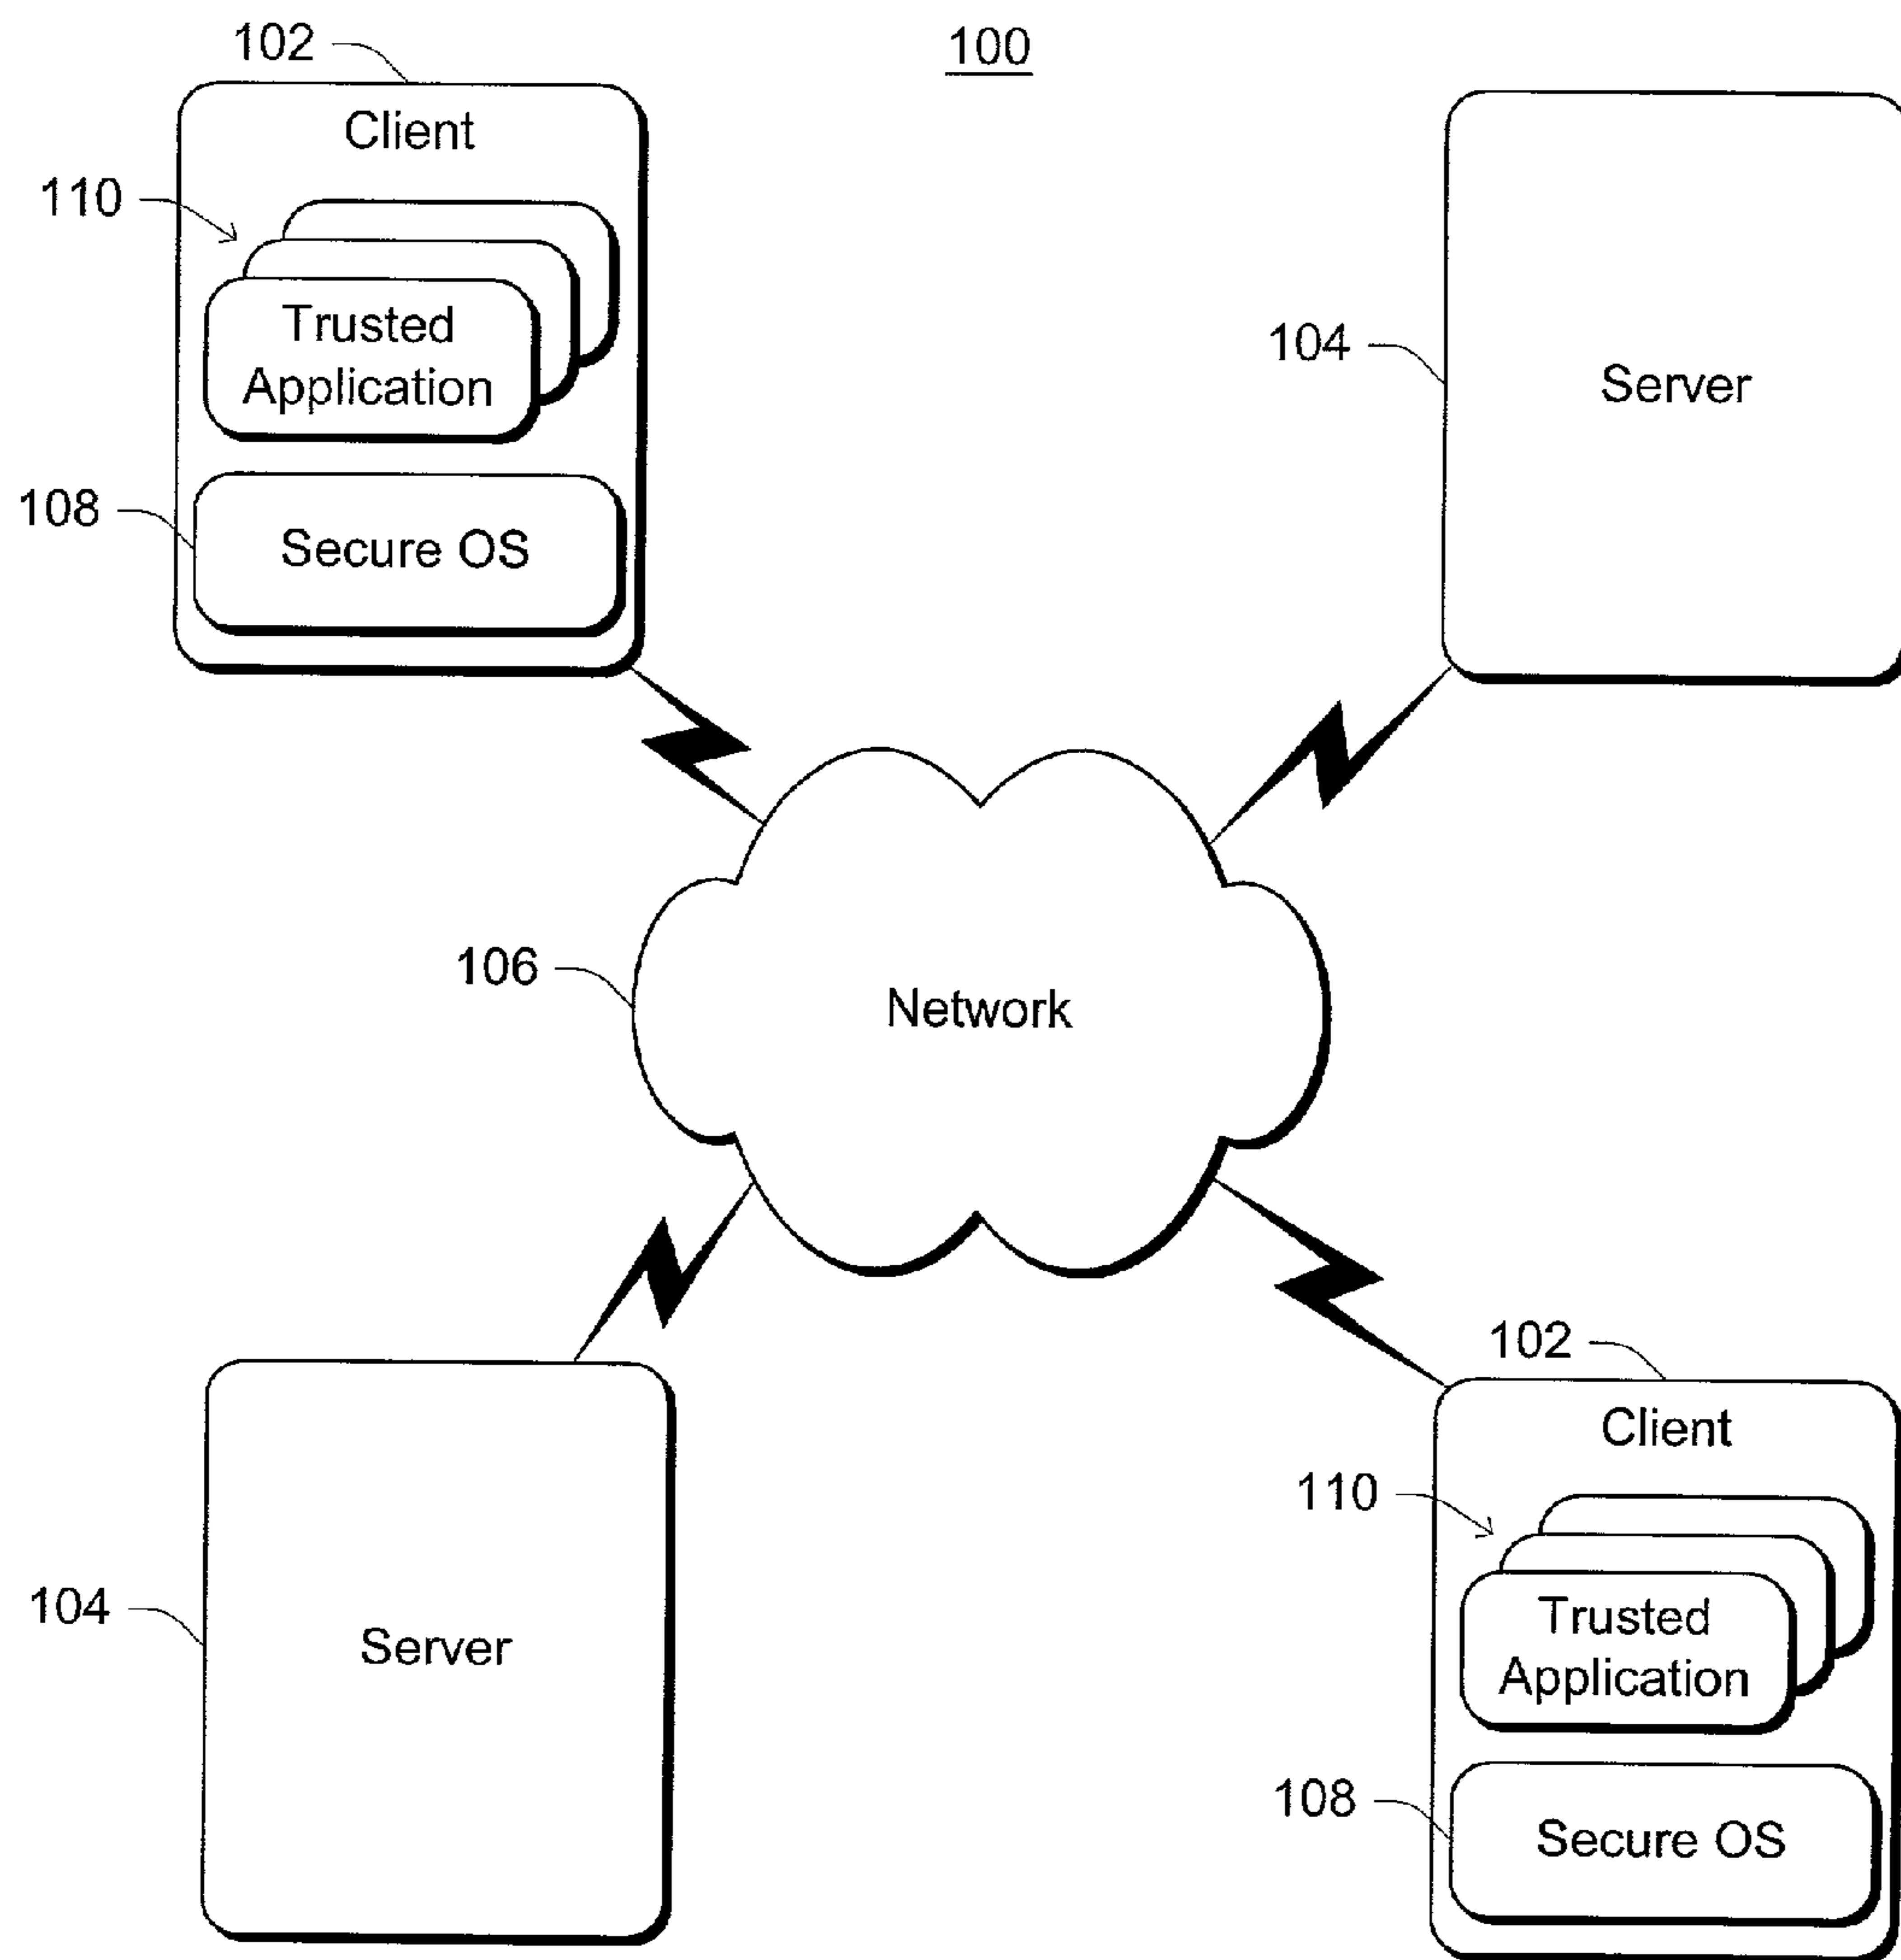 102
100
Client
110
Trusted
Application
104
Server
108
Secure OS
106
Network
102
Client
110
Trusted
Application
104
Server
108
Secure OS